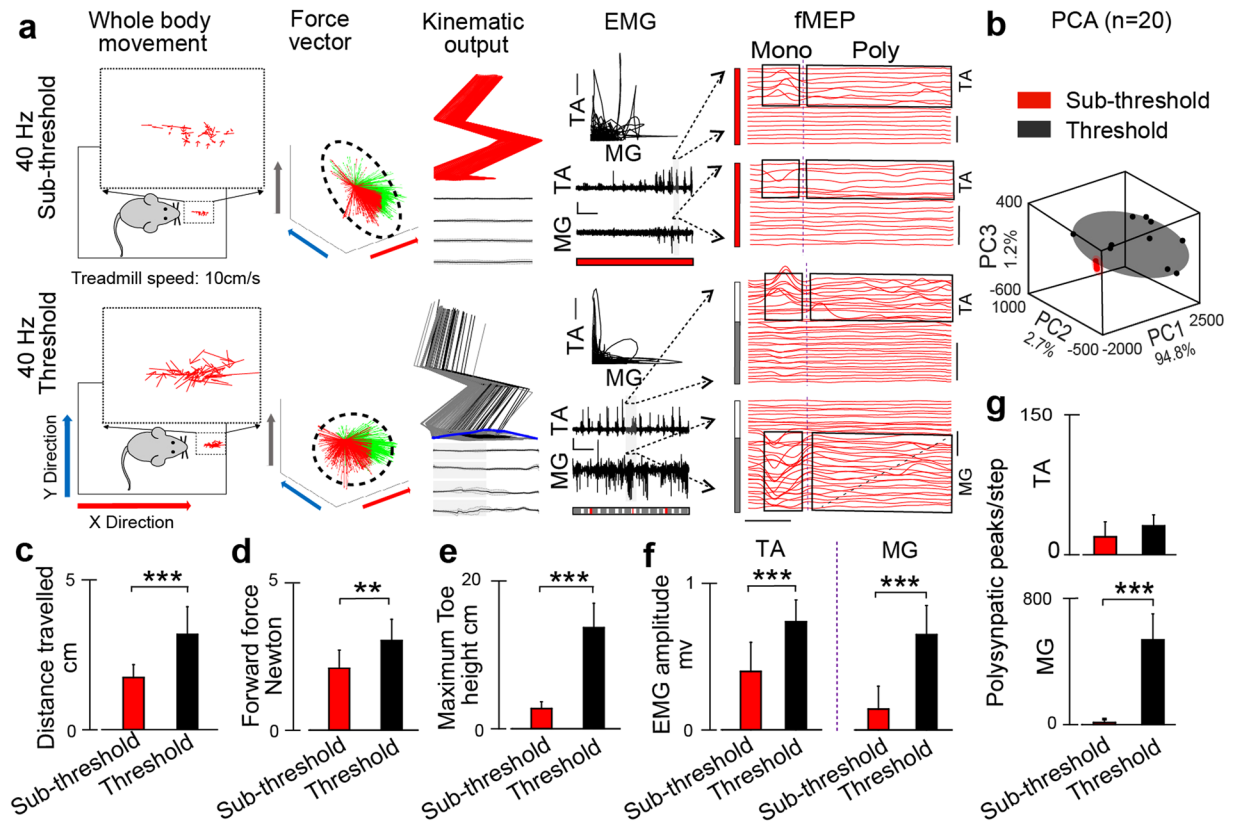 a
Whole body
movement
Force
vector
Kinematic
output
EMG
fMEP
Mono
Poly
40 Hz
Sub-threshold
TA
MG
TA
MG
TA
TA
Treadmill speed: 10cm/s
40 Hz
Threshold
TA
MG
TA
MG
TA
MG
Y Direction
X Direction
b
PCA (n=20)
Sub-threshold
Threshold
400
PC3
1.2%
-600
1000
PC2
2.7%
-500
-2000
PC1
94.8%
2500
c
Distance travelled
cm
5
0
***
Sub-threshold
Threshold
d
Forward force
Newton
5
0
**
Sub-threshold
Threshold
e
Maximum Toe
height cm
20
0
***
Sub-threshold
Threshold
f
TA
MG
EMG amplitude
mv
1
0
***
***
Sub-threshold
Threshold
Sub-threshold
Threshold
g
Polysynpatic peaks/step
150
TA
0
800
MG
0
***
Sub-threshold
Threshold